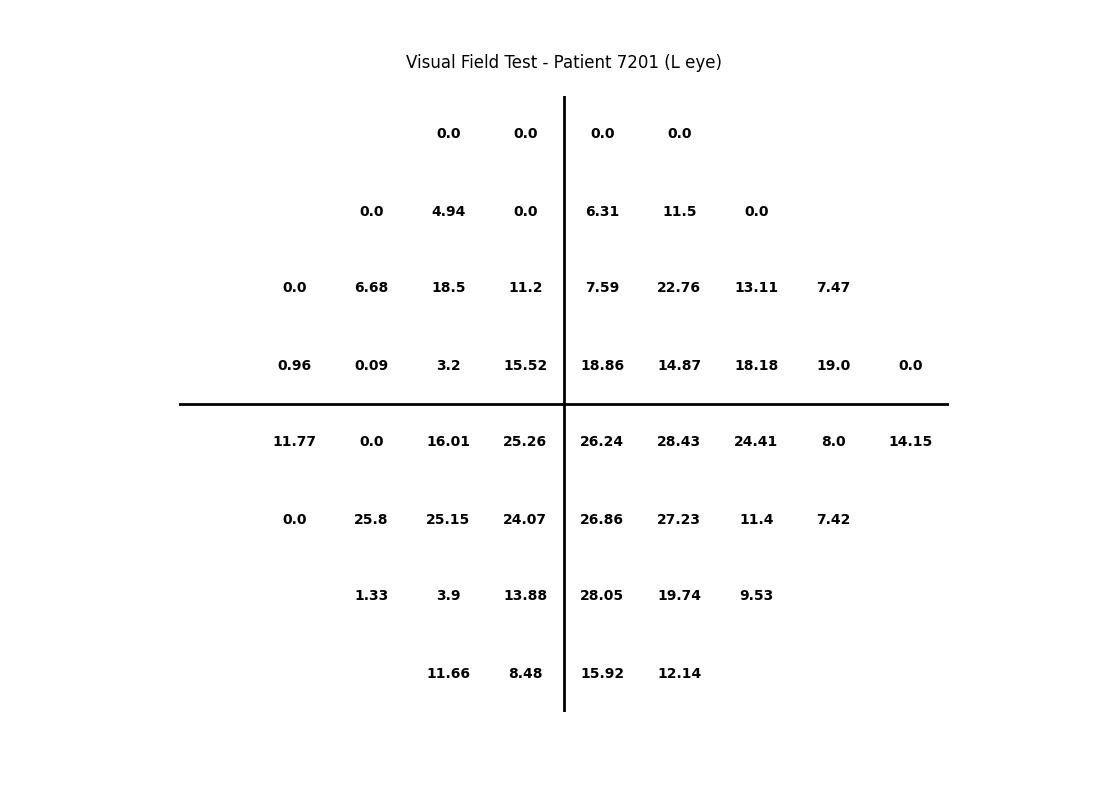 Visual Field Test - Patient 7201 (L eye)
0.0 0.0 0.0 0.0
0.0 4.94 0.0 6.31 11.5 0.0
0.0 6.68 18.5 11.2 7.59 22.76 13.11 7.47
0.96 0.09 3.2 15.52 18.86 14.87 18.18 19.0 0.0
11.77 0.0 16.01 25.26 26.24 28.43 24.41 8.0 14.15
0.0 25.8 25.15 24.07 26.86 27.23 11.4 7.42
1.33 3.9 13.88 28.05 19.74 9.53
11.66 8.48 15.92 12.14